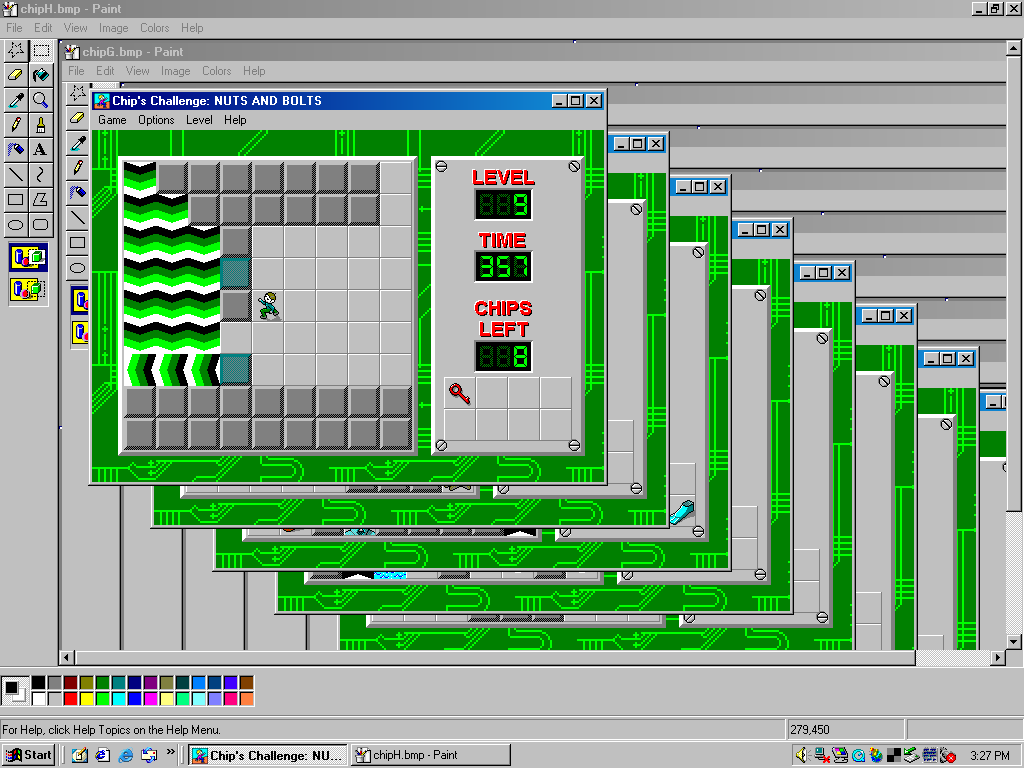 chipH.bmp - Paint
File Edit View Image Colors Help
chipG.bmp - Paint
File Edit View Image Colors Help
Chip's Challenge: NUTS AND BOLTS
Game Options Level Help
LEVEL
9
TIME
357
CHIPS
LEFT
8
A
For Help, click Help Topics on the Help Menu.
279,450
Start
»
Chip's Challenge: NU...
chipH.bmp - Paint
3:27 PM